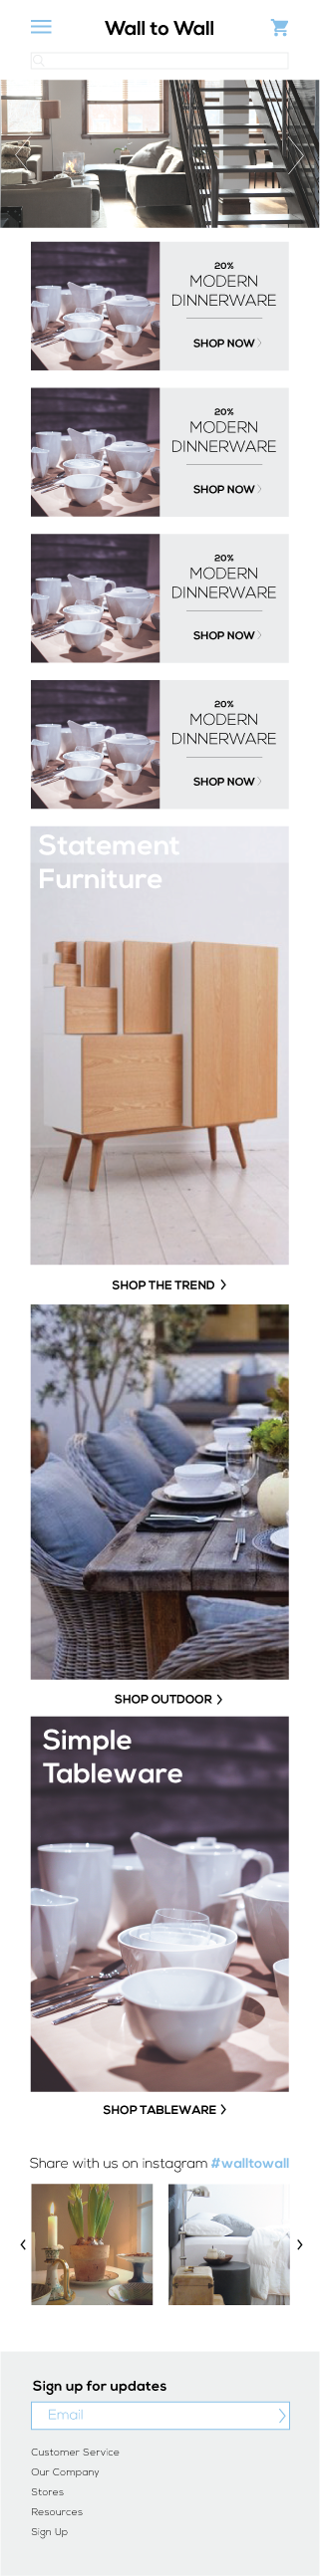 Wall to Wall
20%
MODERN
DINNERWARE
SHOP NOW
20%
MODERN
DINNERWARE
SHOP NOW
20%
MODERN
DINNERWARE
SHOP NOW
20%
MODERN
DINNERWARE
SHOP NOW
Statement
Furniture
SHOP THE TREND
SHOP OUTDOOR
Simple
Tableware
SHOP TABLEWARE
Share with us on instagram #walltowall
Sign up for updates
Email
Customer Service
Our Company
Stores
Resources
Sign Up